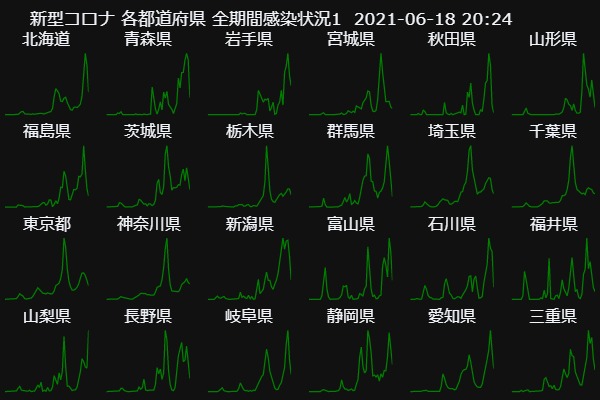 新型コロナ 各都道府県 全期間感染状況1 2021-06-18 20:24
北海道 青森県 岩手県 宮城県 秋田県 山形県
福島県 茨城県 栃木県 群馬県 埼玉県 千葉県
東京都 神奈川県 新潟県 富山県 石川県 福井県
山梨県 長野県 岐阜県 静岡県 愛知県 三重県